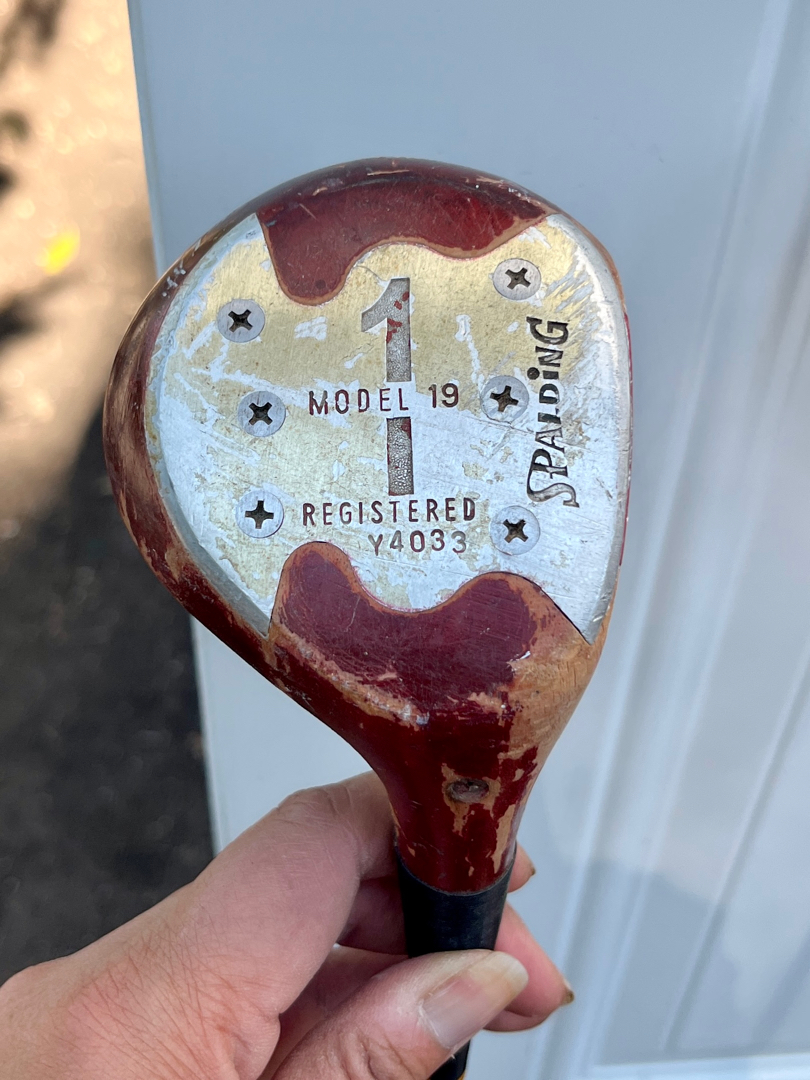 1
MODEL 19
REGISTERED
Y4033
SPALDING